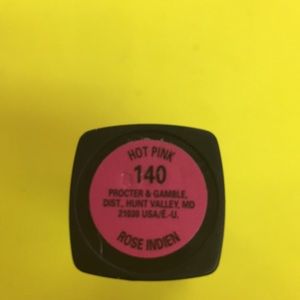 HOT PINK
140
PROCTER & GAMBLE,
DIST., HUNT VALLEY, MD
21030 USA/É.-U.
ROSE INDIEN